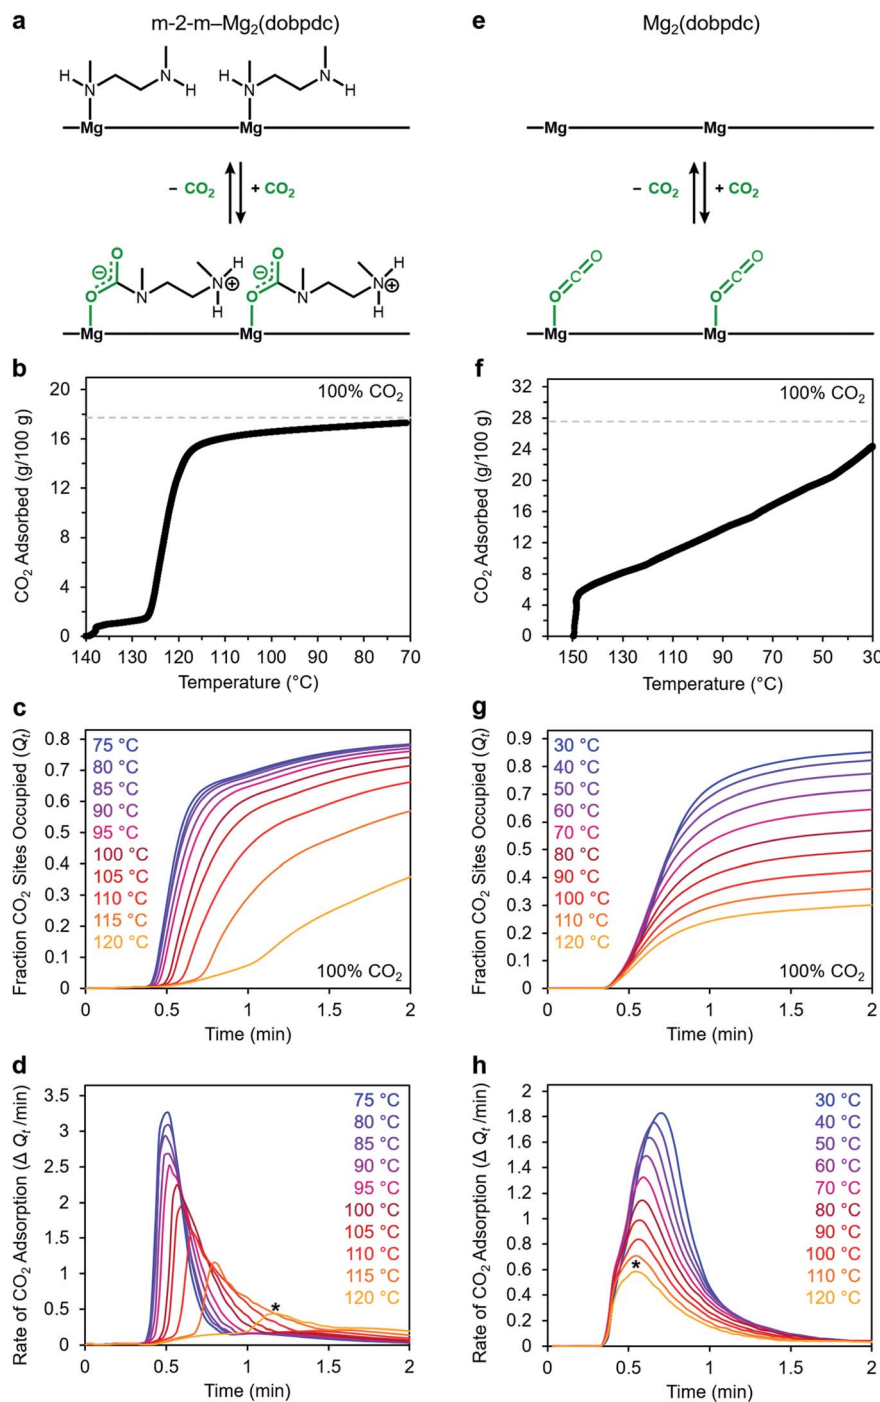 a
m-2-m–Mg₂(dobpdc)
H
N
N
H
H
N
N
H
Mg
Mg
– CO₂
+ CO₂
O
⊖
O
N
N
H
H
⊕
O
⊖
O
N
N
H
H
⊕
Mg
Mg
b
100% CO₂
CO₂ Adsorbed (g/100 g)
20
16
12
8
4
0
140 130 120 110 100 90 80 70
Temperature (°C)
c
Fraction CO₂ Sites Occupied (Qₜ)
0.8
0.7
0.6
0.5
0.4
0.3
0.2
0.1
0
75 °C
80 °C
85 °C
90 °C
95 °C
100 °C
105 °C
110 °C
115 °C
120 °C
100% CO₂
0 0.5 1 1.5 2
Time (min)
d
Rate of CO₂ Adsorption (Δ Qₜ /min)
3.5
3
2.5
2
1.5
1
0.5
0
75 °C
80 °C
85 °C
90 °C
95 °C
100 °C
105 °C
110 °C
115 °C
120 °C
*
0 0.5 1 1.5 2
Time (min)
e
Mg₂(dobpdc)
Mg
Mg
– CO₂
+ CO₂
O
C
O
O
C
O
Mg
Mg
f
100% CO₂
CO₂ Adsorbed (g/100 g)
32
28
24
20
16
12
8
4
0
150 130 110 90 70 50 30
Temperature (°C)
g
Fraction CO₂ Sites Occupied (Qₜ)
0.9
0.8
0.7
0.6
0.5
0.4
0.3
0.2
0.1
0
30 °C
40 °C
50 °C
60 °C
70 °C
80 °C
90 °C
100 °C
110 °C
120 °C
100% CO₂
0 0.5 1 1.5 2
Time (min)
h
Rate of CO₂ Adsorption (Δ Qₜ /min)
2
1.8
1.6
1.4
1.2
1
0.8
0.6
0.4
0.2
0
30 °C
40 °C
50 °C
60 °C
70 °C
80 °C
90 °C
100 °C
110 °C
120 °C
*
0 0.5 1 1.5 2
Time (min)